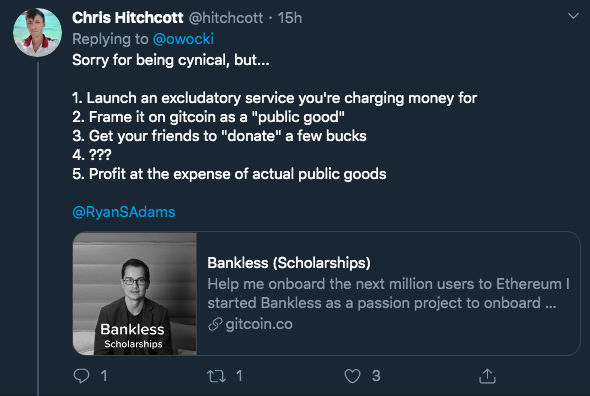 Chris Hitchcott @hitchcott · 15h
Replying to @owocki
Sorry for being cynical, but...
1. Launch an excludatory service you're charging money for
2. Frame it on gitcoin as a "public good"
3. Get your friends to "donate" a few bucks
4. ???
5. Profit at the expense of actual public goods
@RyanSAdams
Bankless (Scholarships)
Help me onboard the next million users to Ethereum I
started Bankless as a passion project to onboard ...
gitcoin.co
Bankless
Scholarships
1 1 3